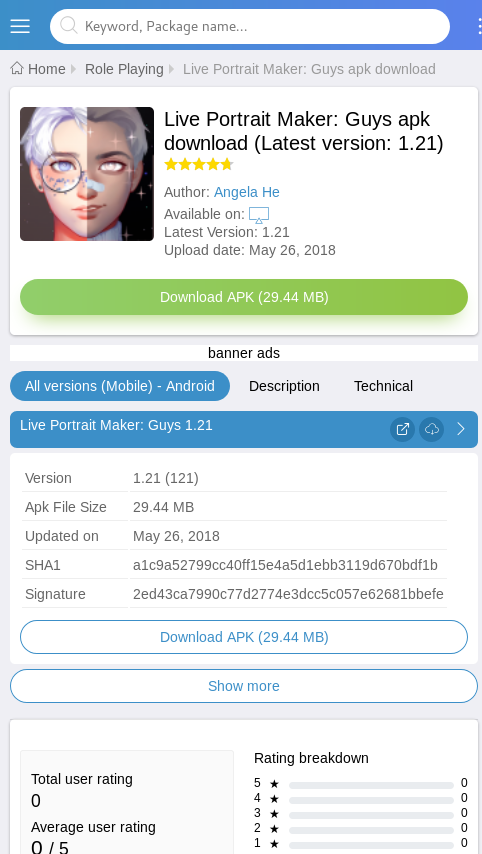 Keyword, Package name...
Home Role Playing Live Portrait Maker: Guys apk download
Live Portrait Maker: Guys apk
download (Latest version: 1.21)
Author: Angela He
Available on:
Latest Version: 1.21
Upload date: May 26, 2018
Download APK (29.44 MB)
banner ads
All versions (Mobile) - Android Description Technical
Live Portrait Maker: Guys 1.21
Version 1.21 (121)
Apk File Size 29.44 MB
Updated on May 26, 2018
SHA1 a1c9a52799cc40ff15e4a5d1ebb3119d670bdf1b
Signature 2ed43ca7990c77d2774e3dcc5c057e62681bbefe
Download APK (29.44 MB)
Show more
Total user rating
0
Average user rating
0 / 5
Rating breakdown
5 ★ 0
4 ★ 0
3 ★ 0
2 ★ 0
1 ★ 0